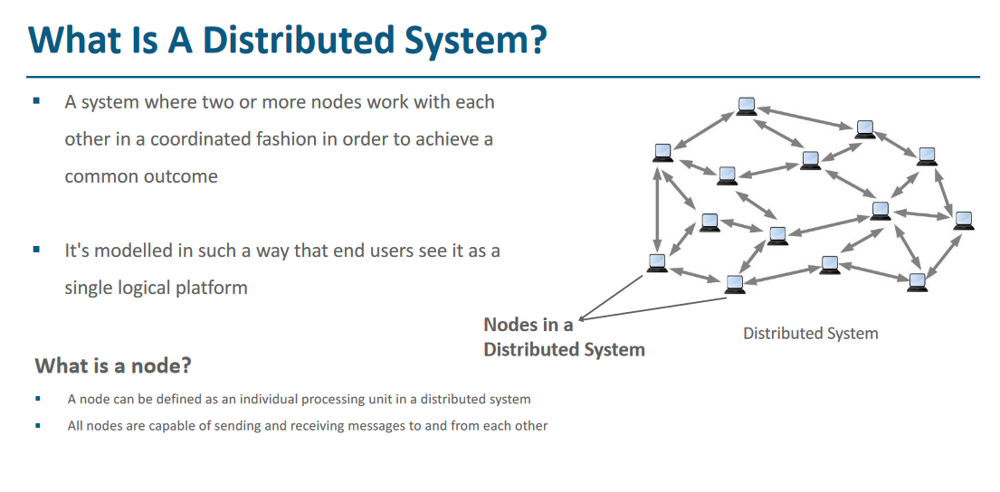 What Is A Distributed System?
▪ A system where two or more nodes work with each
other in a coordinated fashion in order to achieve a
common outcome
▪ It's modelled in such a way that end users see it as a
single logical platform
Nodes in a
Distributed System
Distributed System
What is a node?
▪ A node can be defined as an individual processing unit in a distributed system
▪ All nodes are capable of sending and receiving messages to and from each other